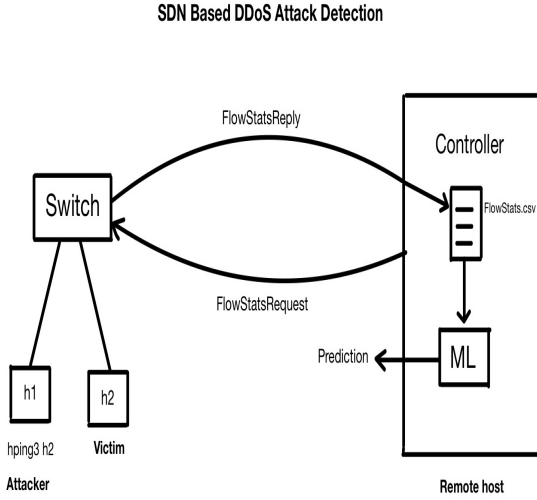 SDN Based DDoS Attack Detection
FlowStatsReply
Controller
Switch
FlowStats.csv
FlowStatsRequest
Prediction
ML
h1
h2
hping3 h2
Victim
Attacker
Remote host